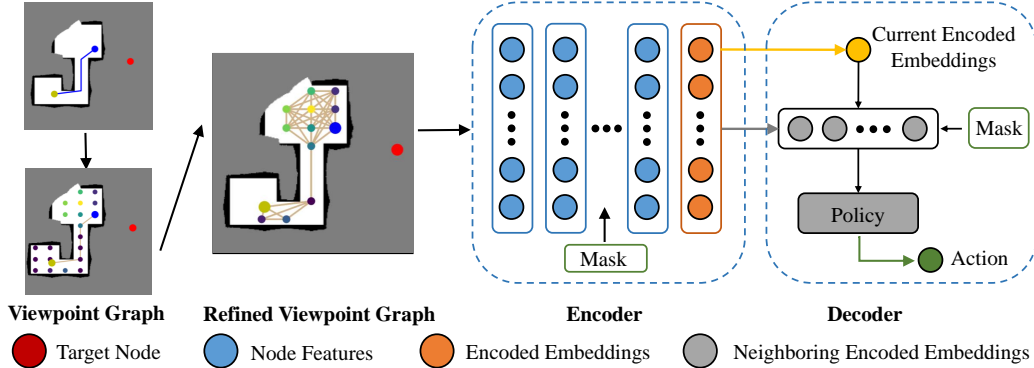 Current Encoded
Embeddings
Mask
Policy
Mask
Action
Viewpoint Graph
Refined Viewpoint Graph
Encoder
Decoder
Target Node
Node Features
Encoded Embeddings
Neighboring Encoded Embeddings